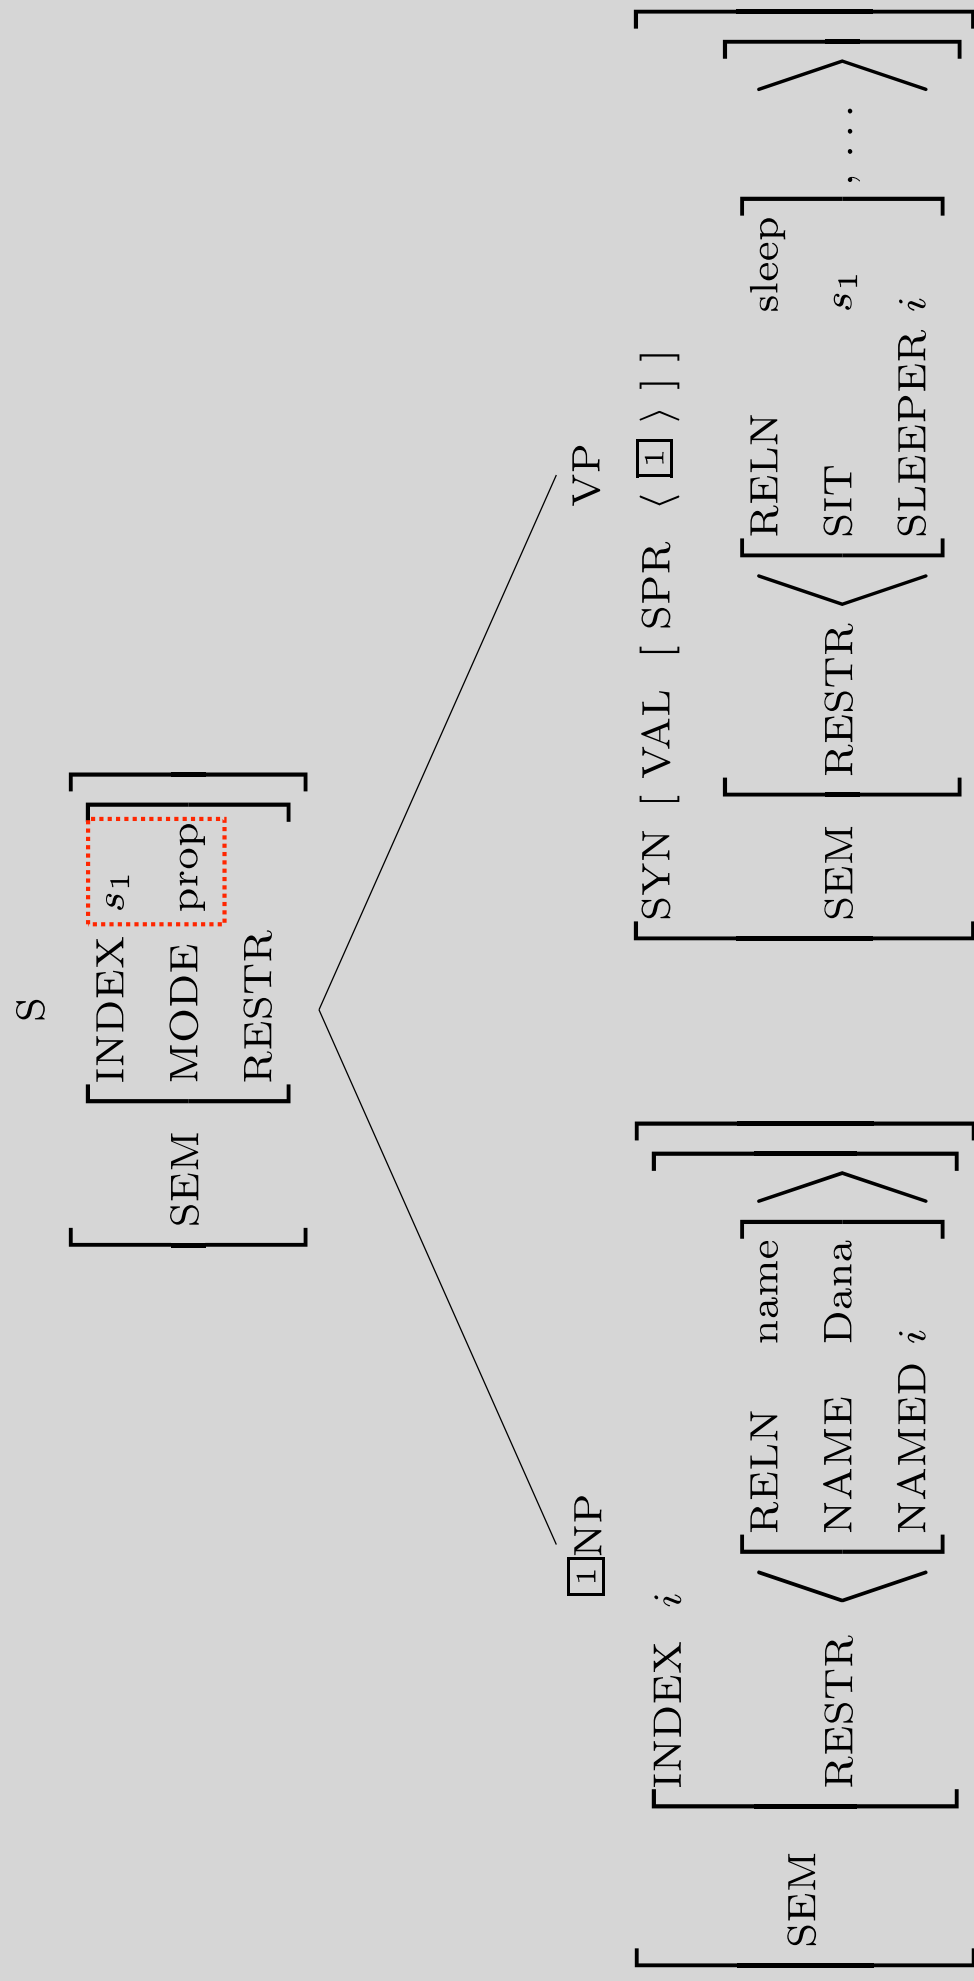 S
SEM
INDEX s1
MODE prop
RESTR
1 NP
SEM
INDEX i
RESTR ⟨
RELN name
NAME Dana
NAMED i
⟩
VP
SYN [ VAL [ SPR ⟨ 1 ⟩ ] ]
SEM
RESTR ⟨
RELN sleep
SIT s1
SLEEPER i
, ... ⟩